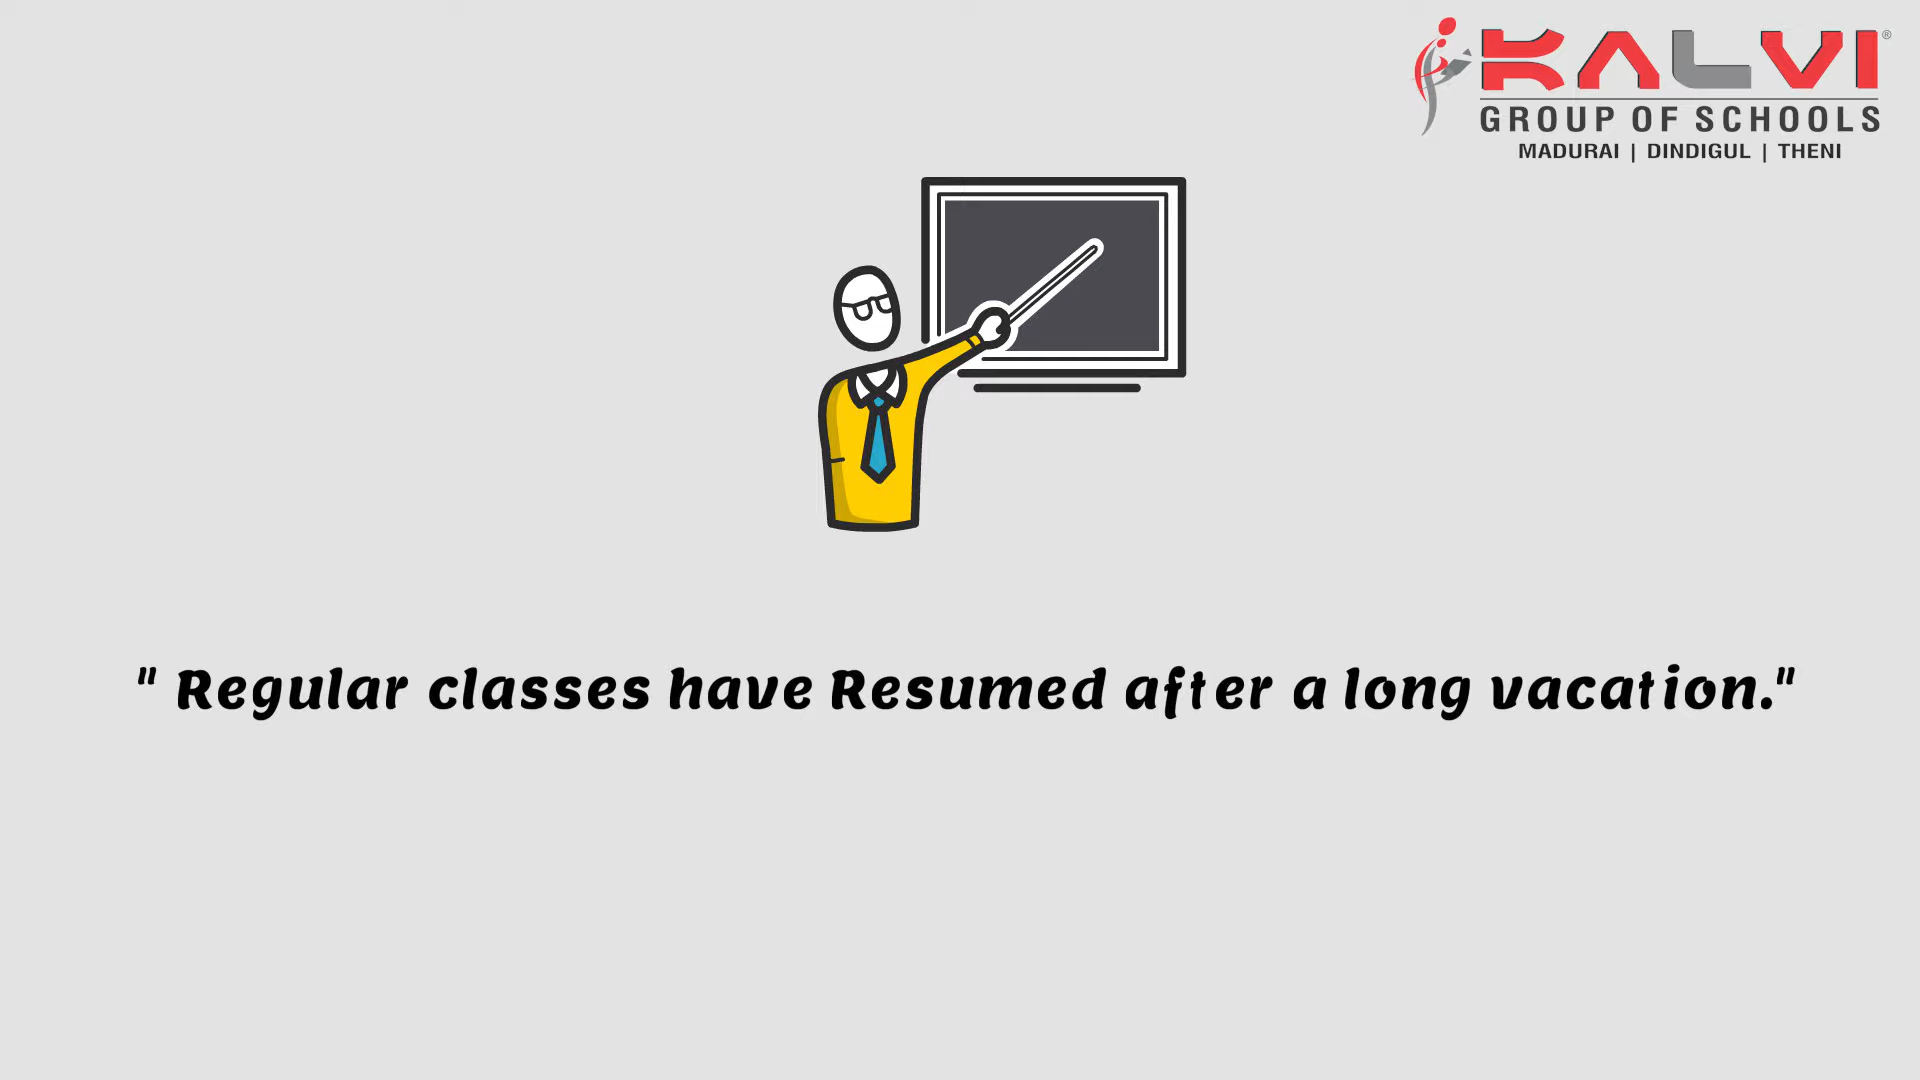 KALVI®
GROUP OF SCHOOLS
MADURAI | DINDIGUL | THENI
" Regular classes have Resumed after a long vacation."